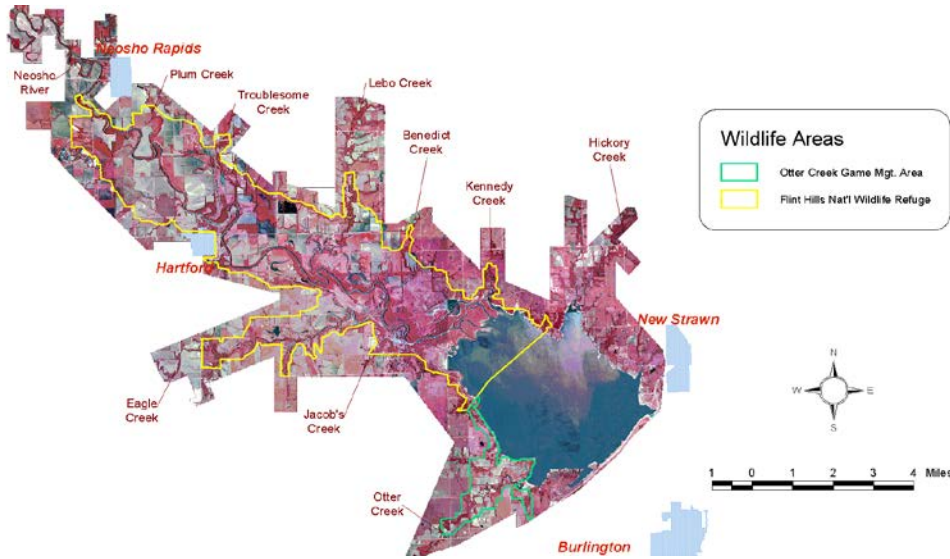 Neosho Rapids
Neosho
River
Plum Creek
Troublesome
Creek
Lebo Creek
Benedict
Creek
Hickory
Creek
Kennedy
Creek
Wildlife Areas
Otter Creek Game Mgt. Area
Flint Hills Nat'l Wildlife Refuge
Hartford
New Strawn
Eagle
Creek
Jacob's
Creek
N
W
E
S
1 0 1 2 3 4 Miles
Otter
Creek
Burlington